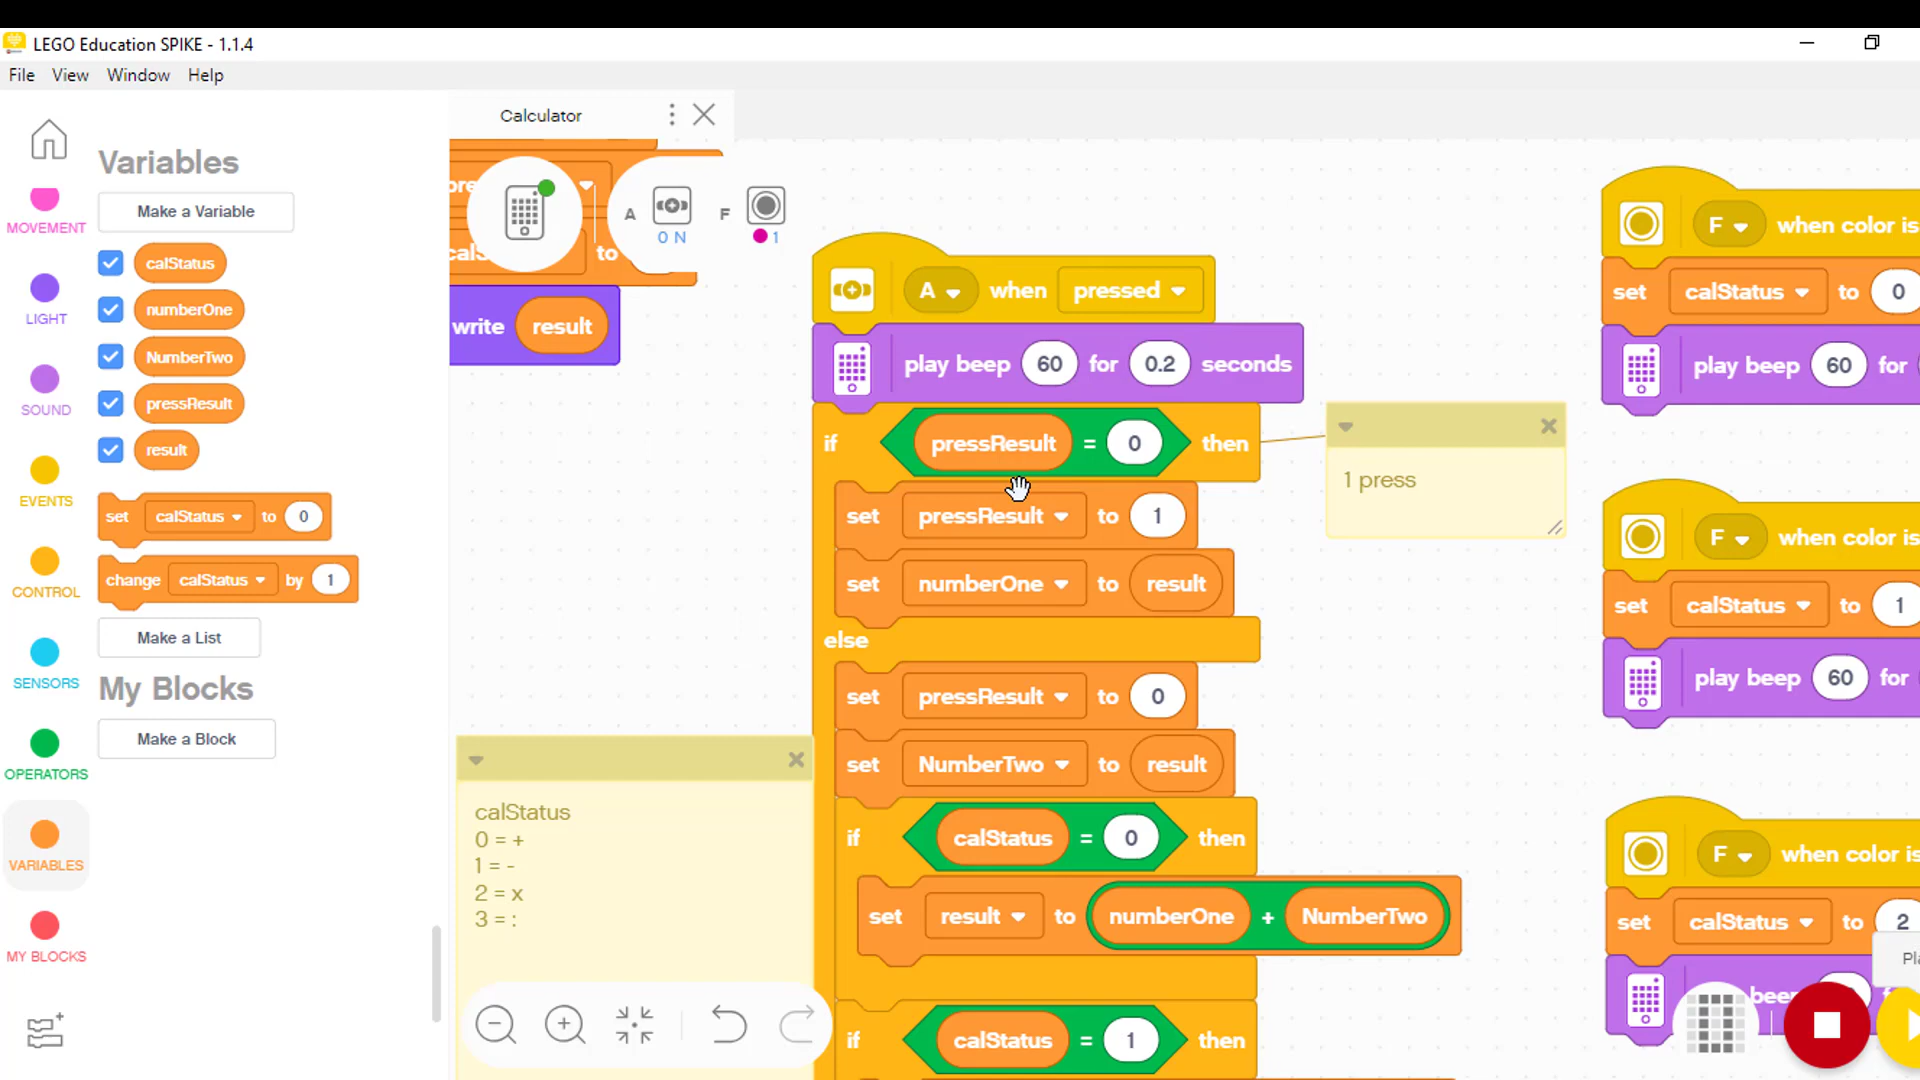 LEGO Education SPIKE - 1.1.4
File View Window Help
Calculator
Variables
Make a Variable
calStatus
numberOne
NumberTwo
pressResult
result
set calStatus to 0
change calStatus by 1
Make a List
My Blocks
Make a Block
MOVEMENT
LIGHT
SOUND
EVENTS
CONTROL
SENSORS
OPERATORS
VARIABLES
MY BLOCKS
A
0 N
F
1
to
write result
A when pressed
play beep 60 for 0.2 seconds
if pressResult = 0 then
1 press
set pressResult to 1
set numberOne to result
else
set pressResult to 0
set NumberTwo to result
if calStatus = 0 then
set result to numberOne + NumberTwo
if calStatus = 1 then
calStatus
0 = +
1 = -
2 = x
3 = :
F when color is
set calStatus to 0
play beep 60 for
F when color is
set calStatus to 1
play beep 60 for
F when color is
set calStatus to 2